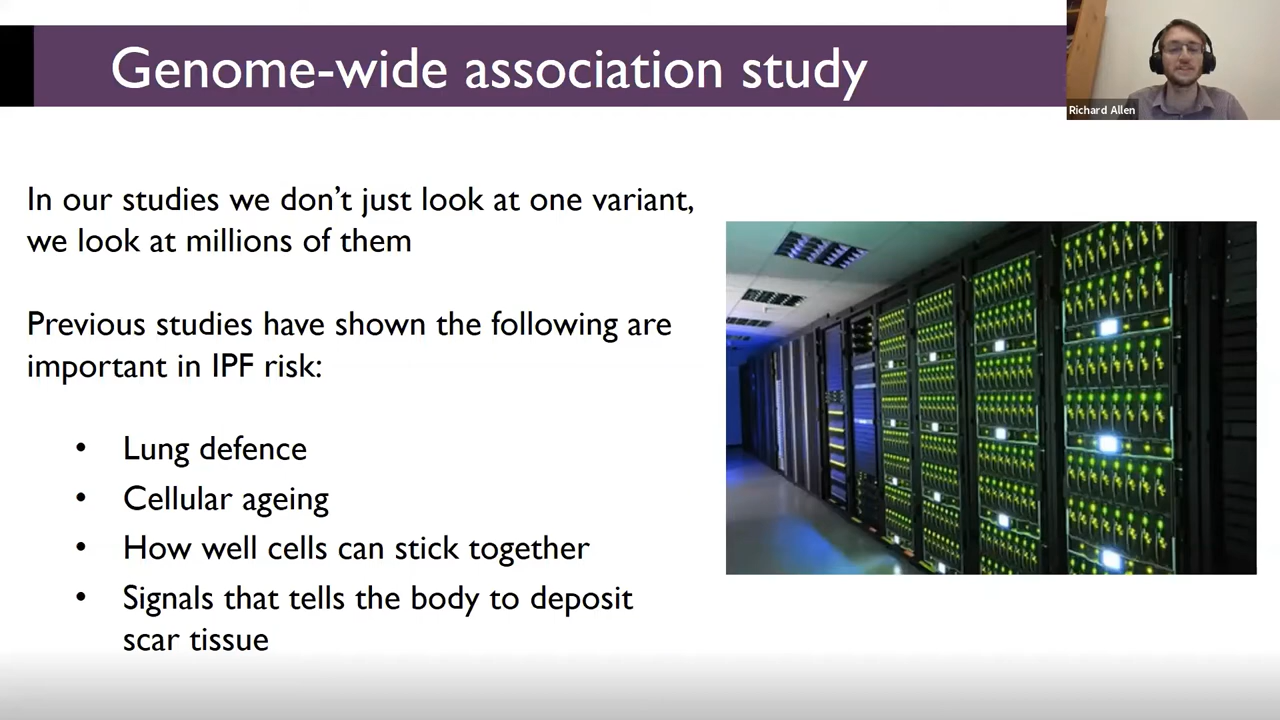 Genome-wide association study
Richard Allen
In our studies we don't just look at one variant,
we look at millions of them
Previous studies have shown the following are
important in IPF risk:
• Lung defence
• Cellular ageing
• How well cells can stick together
• Signals that tells the body to deposit
scar tissue